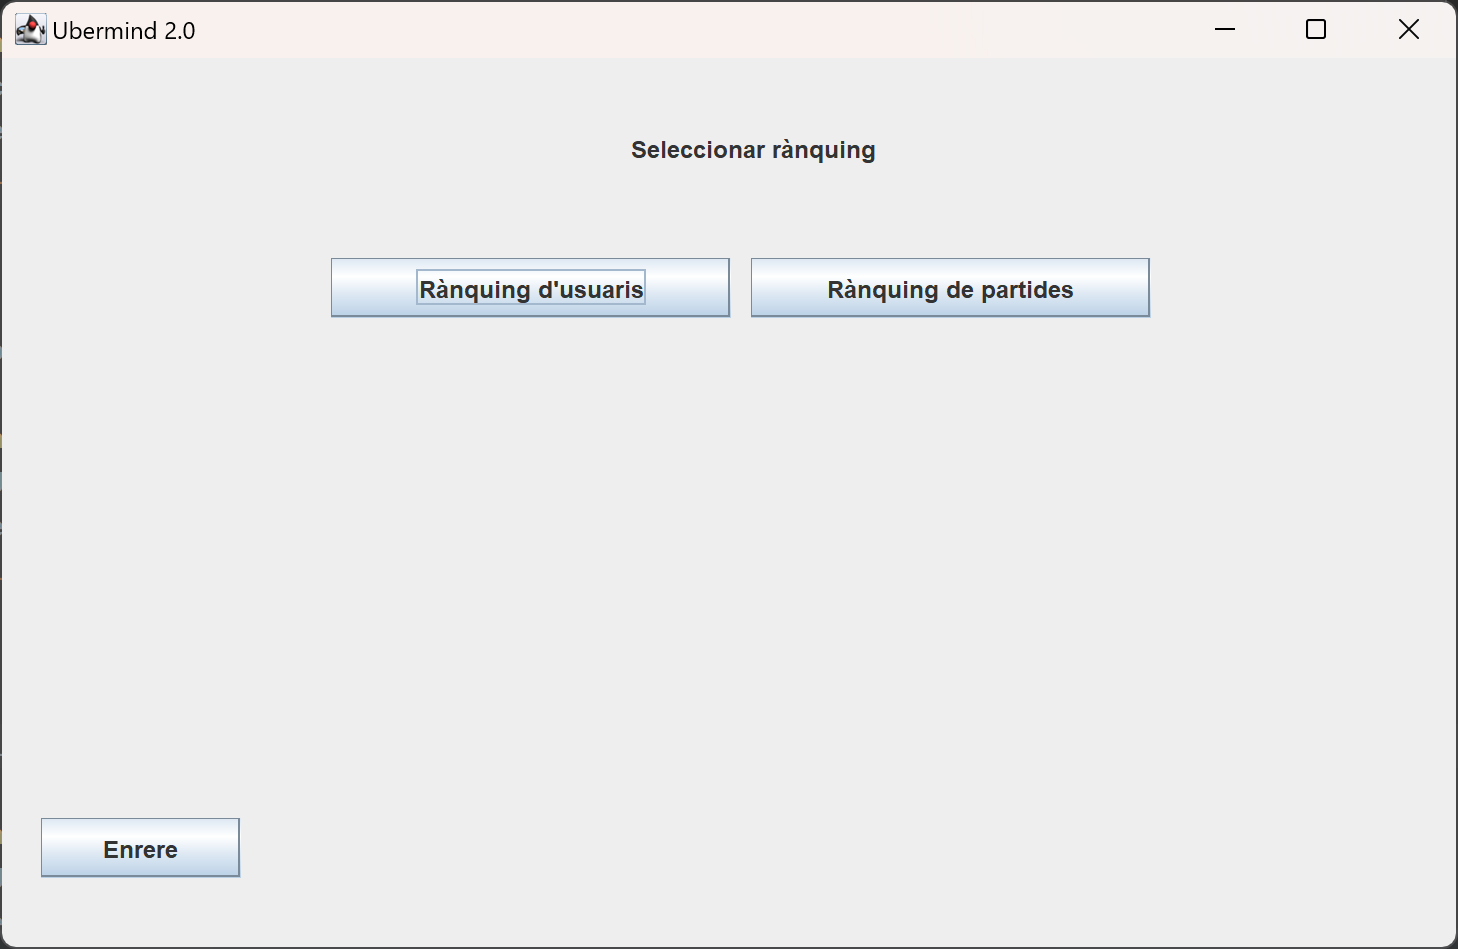 Ubermind 2.0
Seleccionar rànquing
Rànquing d'usuaris
Rànquing de partides
Enrere